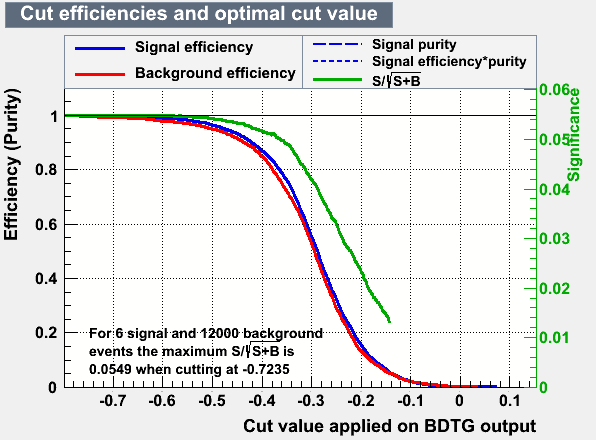 Cut efficiencies and optimal cut value
Signal efficiency
Background efficiency
Signal purity
Signal efficiency*purity
S/√S+B
Efficiency (Purity)
1
0.8
0.6
0.4
0.2
0
0.06
0.05
0.04
0.03
0.02
0.01
0
Significance
For 6 signal and 12000 background
events the maximum S/√S+B is
0.0549 when cutting at -0.7235
-0.7 -0.6 -0.5 -0.4 -0.3 -0.2 -0.1 0 0.1
Cut value applied on BDTG output